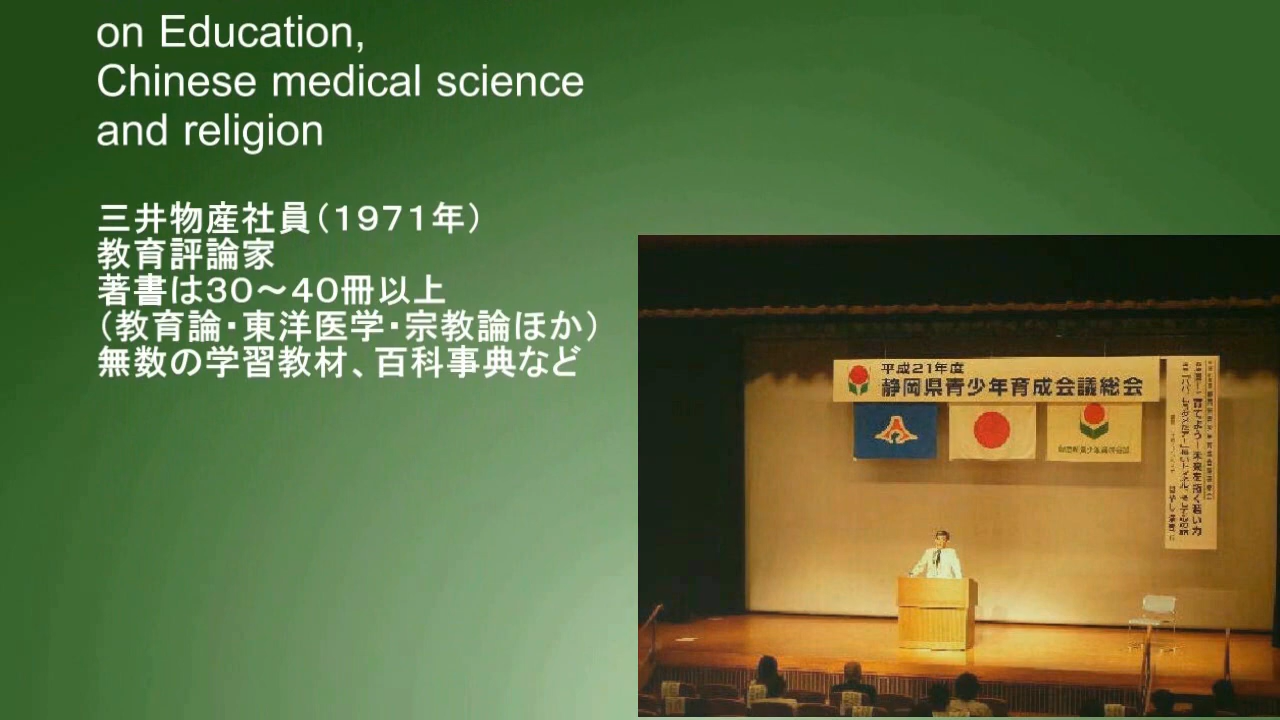 on Education,
Chinese medical science
and religion
三井物産社員（１９７１年）
教育評論家
著書は３０～４０冊以上
（教育論・東洋医学・宗教論ほか）
無数の学習教材、百科事典など
平成21年度
静岡県青少年育成会議総会